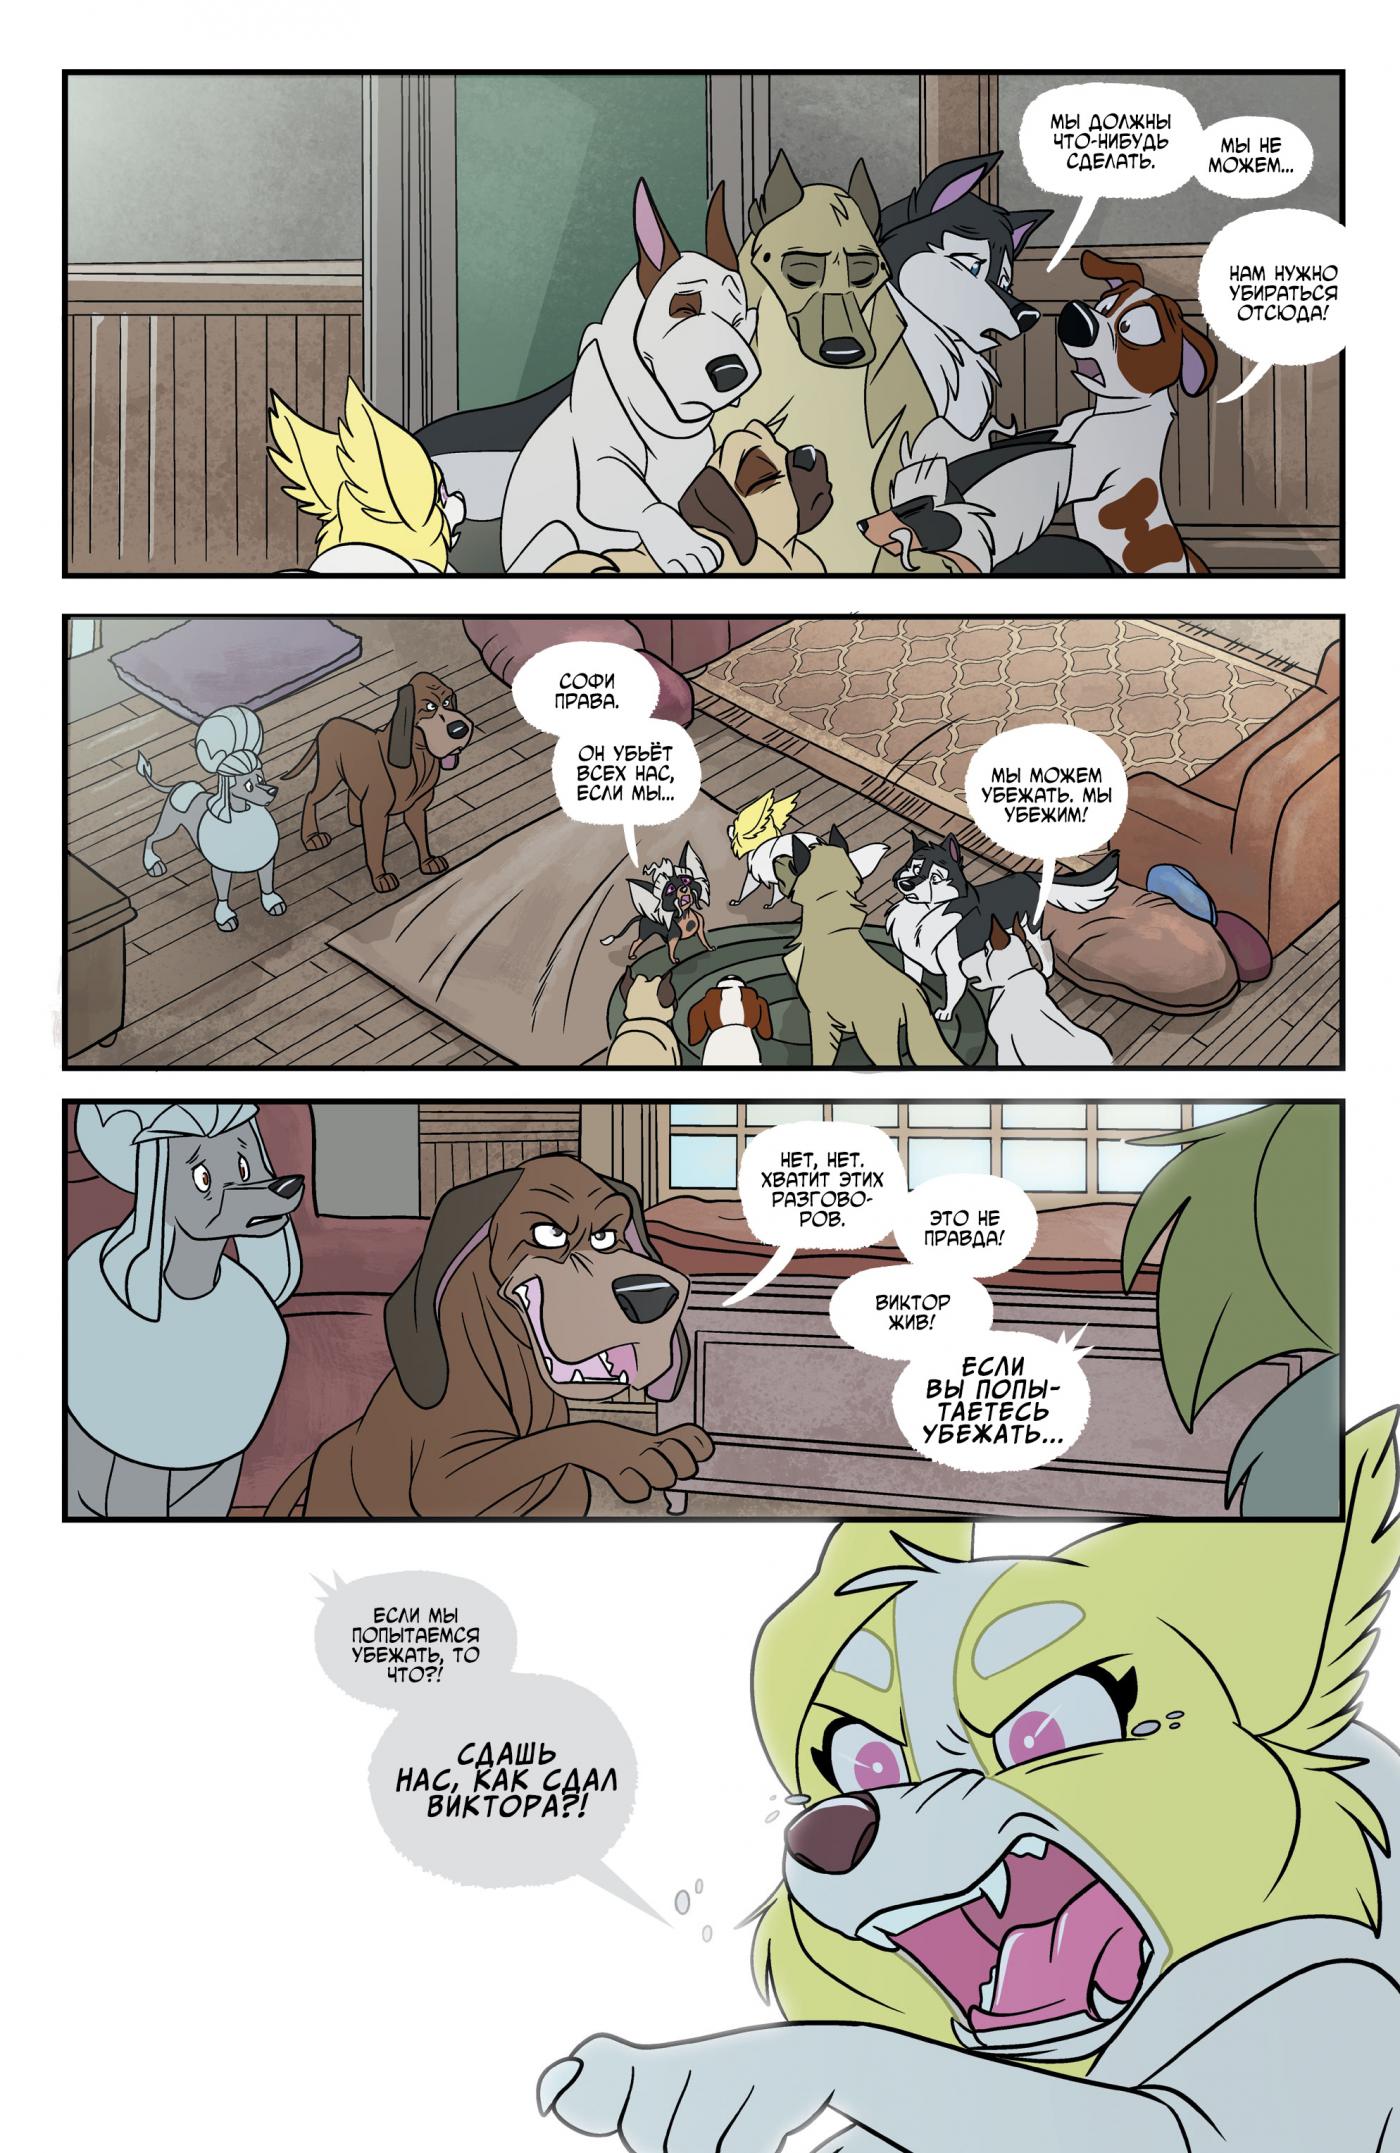 МЫ ДОЛЖНЫ
ЧТО-НИБУДЬ
СДЕЛАТЬ.
МЫ НЕ
МОЖЕМ...
НАМ НУЖНО
УБИРАТЬСЯ
ОТСЮДА!
СОФИ
ПРАВА.
ОН УБЬЁТ
ВСЕХ НАС,
ЕСЛИ МЫ...
МЫ МОЖЕМ
УБЕЖАТЬ. МЫ
УБЕЖИМ!
НЕТ, НЕТ.
ХВАТИТ ЭТИХ
РАЗГОВО-
РОВ.
ЭТО НЕ
ПРАВДА!
ВИКТОР
ЖИВ!
ЕСЛИ
ВЫ ПОПЫ-
ТАЕТЕСЬ
УБЕЖАТЬ...
ЕСЛИ МЫ
ПОПЫТАЕМСЯ
УБЕЖАТЬ, ТО
ЧТО?!
СДАШЬ
НАС, КАК СДАЛ
ВИКТОРА?!